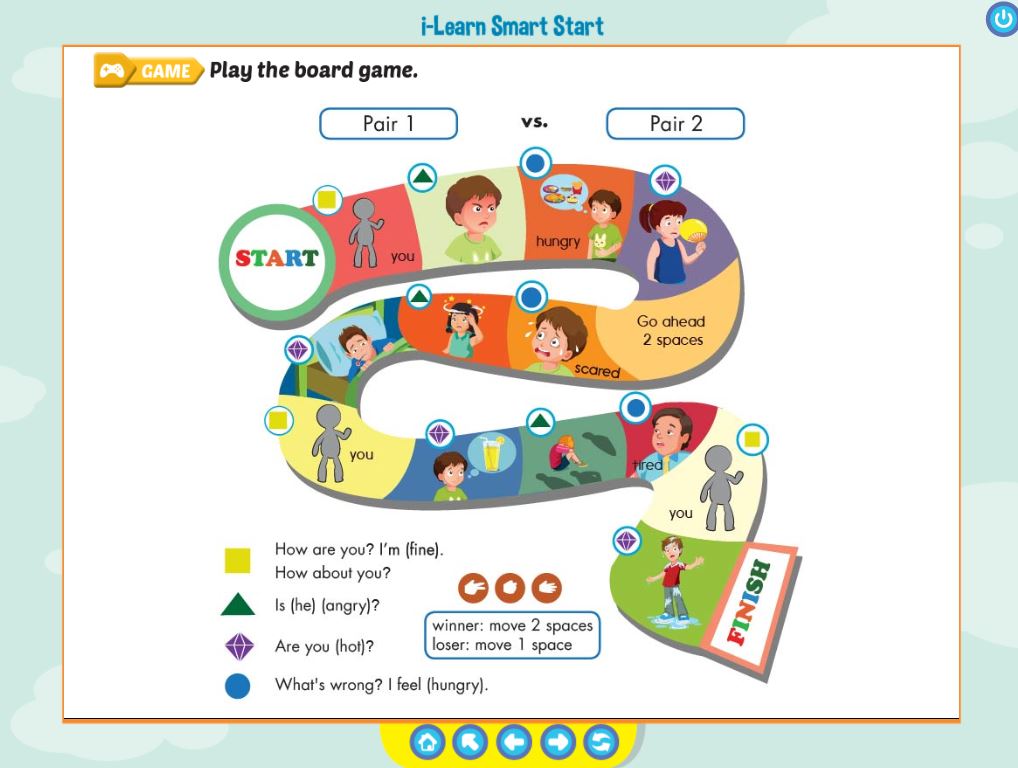 i-Learn Smart Start
GAME Play the board game.
Pair 1 vs. Pair 2
START
you
hungry
Go ahead
2 spaces
scared
you
tired
you
FINISH
How are you? I'm (fine).
How about you?
Is (he) (angry)?
Are you (hot)?
What's wrong? I feel (hungry).
winner: move 2 spaces
loser: move 1 space